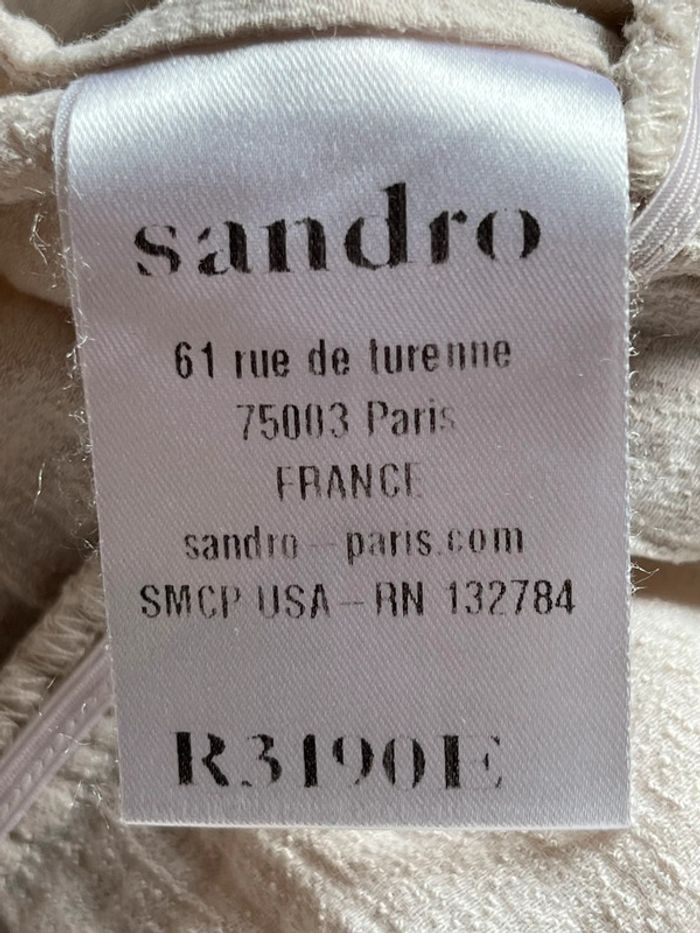 sandro
61 rue de turenne
75003 Paris
FRANCE
sandro-paris.com
SMCP USA-RN 132784
R3190E